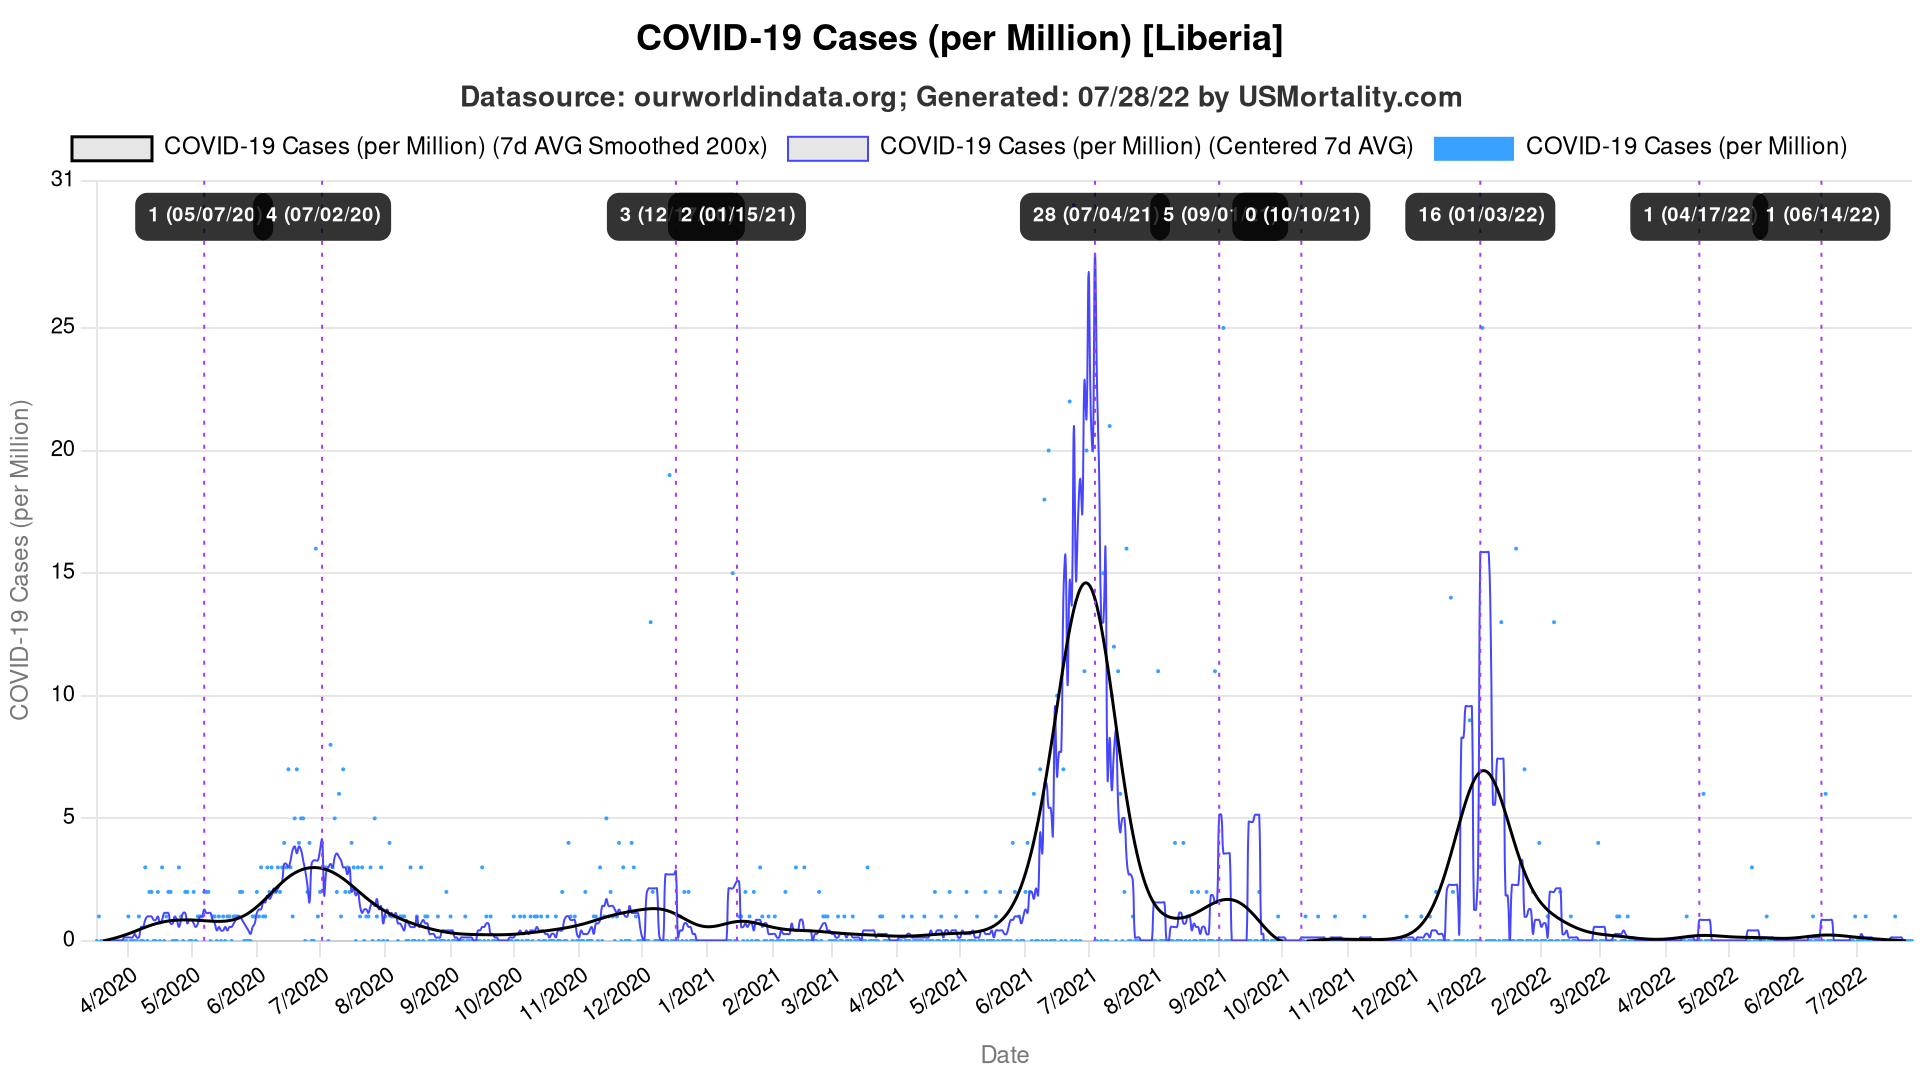 COVID-19 Cases (per Million) [Liberia]
Datasource: ourworldindata.org; Generated: 07/28/22 by USMortality.com
COVID-19 Cases (per Million) (7d AVG Smoothed 200x) COVID-19 Cases (per Million) (Centered 7d AVG) COVID-19 Cases (per Million)
1 (05/07/20) 4 (07/02/20) 3 (12/ 2 (01/15/21) 28 (07/04/21) 5 (09/01/ 0 (10/10/21) 16 (01/03/22) 1 (04/17/22) 1 (06/14/22)
31
25
20
15
10
5
0
COVID-19 Cases (per Million)
4/2020 5/2020 6/2020 7/2020 8/2020 9/2020 10/2020 11/2020 12/2020 1/2021 2/2021 3/2021 4/2021 5/2021 6/2021 7/2021 8/2021 9/2021 10/2021 11/2021 12/2021 1/2022 2/2022 3/2022 4/2022 5/2022 6/2022 7/2022
Date